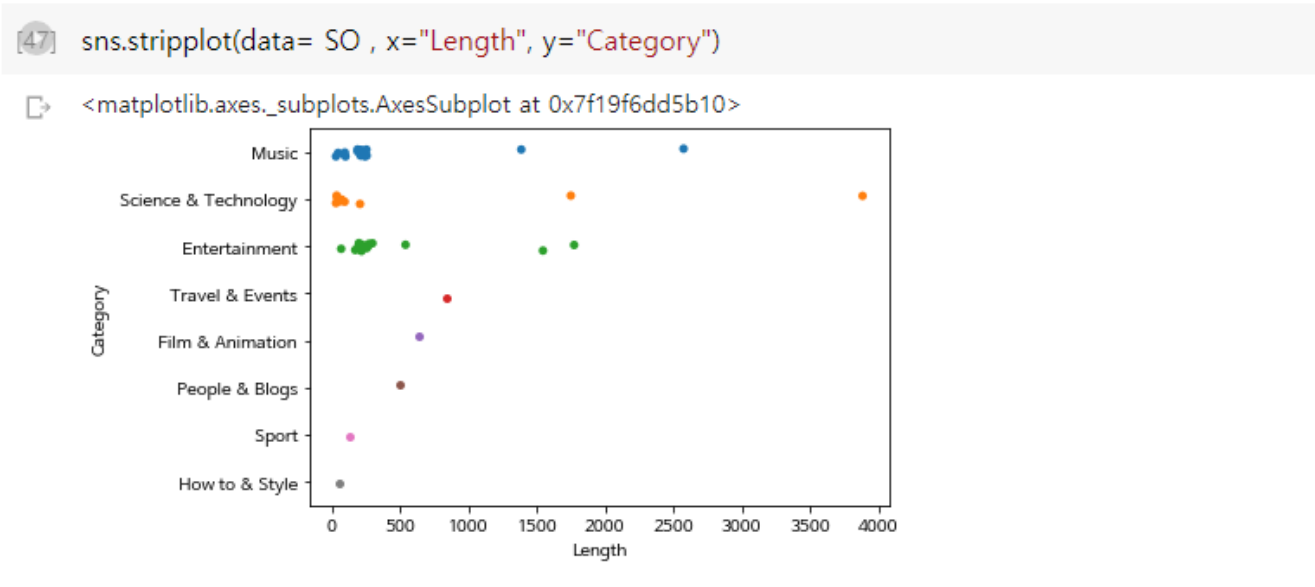 [47] sns.stripplot(data= SO , x="Length", y="Category")
<matplotlib.axes._subplots.AxesSubplot at 0x7f19f6dd5b10>
Music
Science & Technology
Entertainment
Travel & Events
Film & Animation
People & Blogs
Sport
How to & Style
Category
0 500 1000 1500 2000 2500 3000 3500 4000
Length